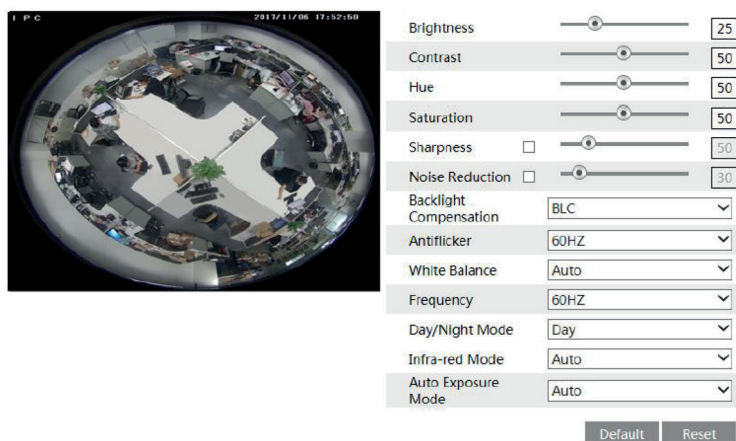 IPC
2017/11/06 17:52:50
Brightness 25
Contrast 50
Hue 50
Saturation 50
Sharpness 50
Noise Reduction 30
Backlight
Compensation BLC
Antiflicker 60HZ
White Balance Auto
Frequency 60HZ
Day/Night Mode Day
Infra-red Mode Auto
Auto Exposure
Mode Auto
Default Reset